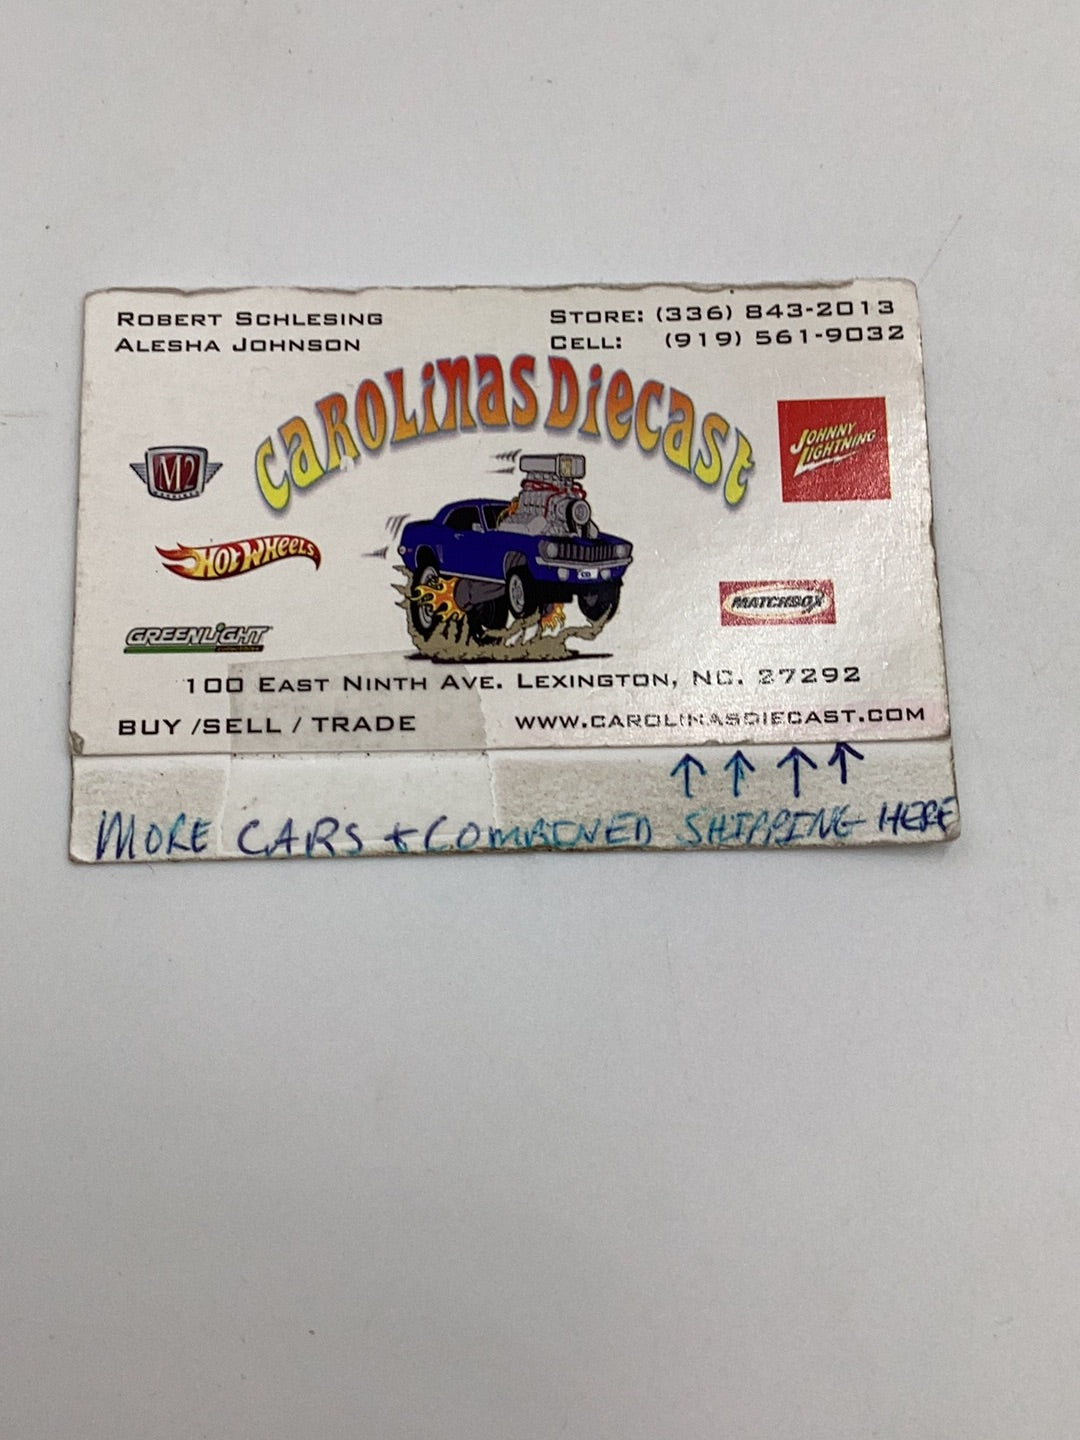 ROBERT SCHLESING
ALESHA JOHNSON
STORE: (336) 843-2013
CELL: (919) 561-9032
CAROLINAS DIECAST
M2
MACHINES
JOHNNY
LIGHTNING
HOT WHEELS
MATCHBOX
GREENLIGHT
collectibles
100 EAST NINTH AVE. LEXINGTON, NC. 27292
BUY /SELL / TRADE
WWW.CAROLINASDIECAST.COM
↑ ↑ ↑ ↑
MORE CARS + COMBINED SHIPPING HERE